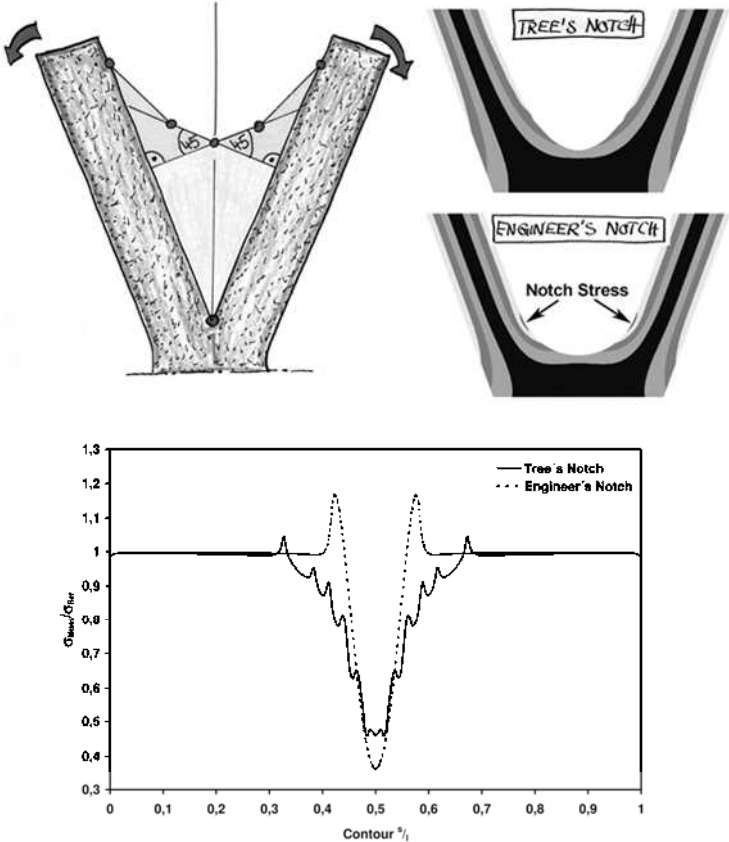 45
45
TREE'S NOTCH
ENGINEER'S NOTCH
Notch Stress
1,3
1,2
1,1
1
0,9
0,8
0,7
0,6
0,5
0,4
0,3
σMises/σRef
Tree's Notch
Engineer's Notch
0 0,1 0,2 0,3 0,4 0,5 0,6 0,7 0,8 0,9 1
Contour s/l